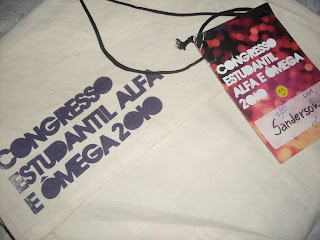 CONGRESSO
ESTUDANTIL ALFA
E ÔMEGA 2010
CONGRESSO
ESTUDANTIL
ALFA E ÔMEGA
2010
Sanderson